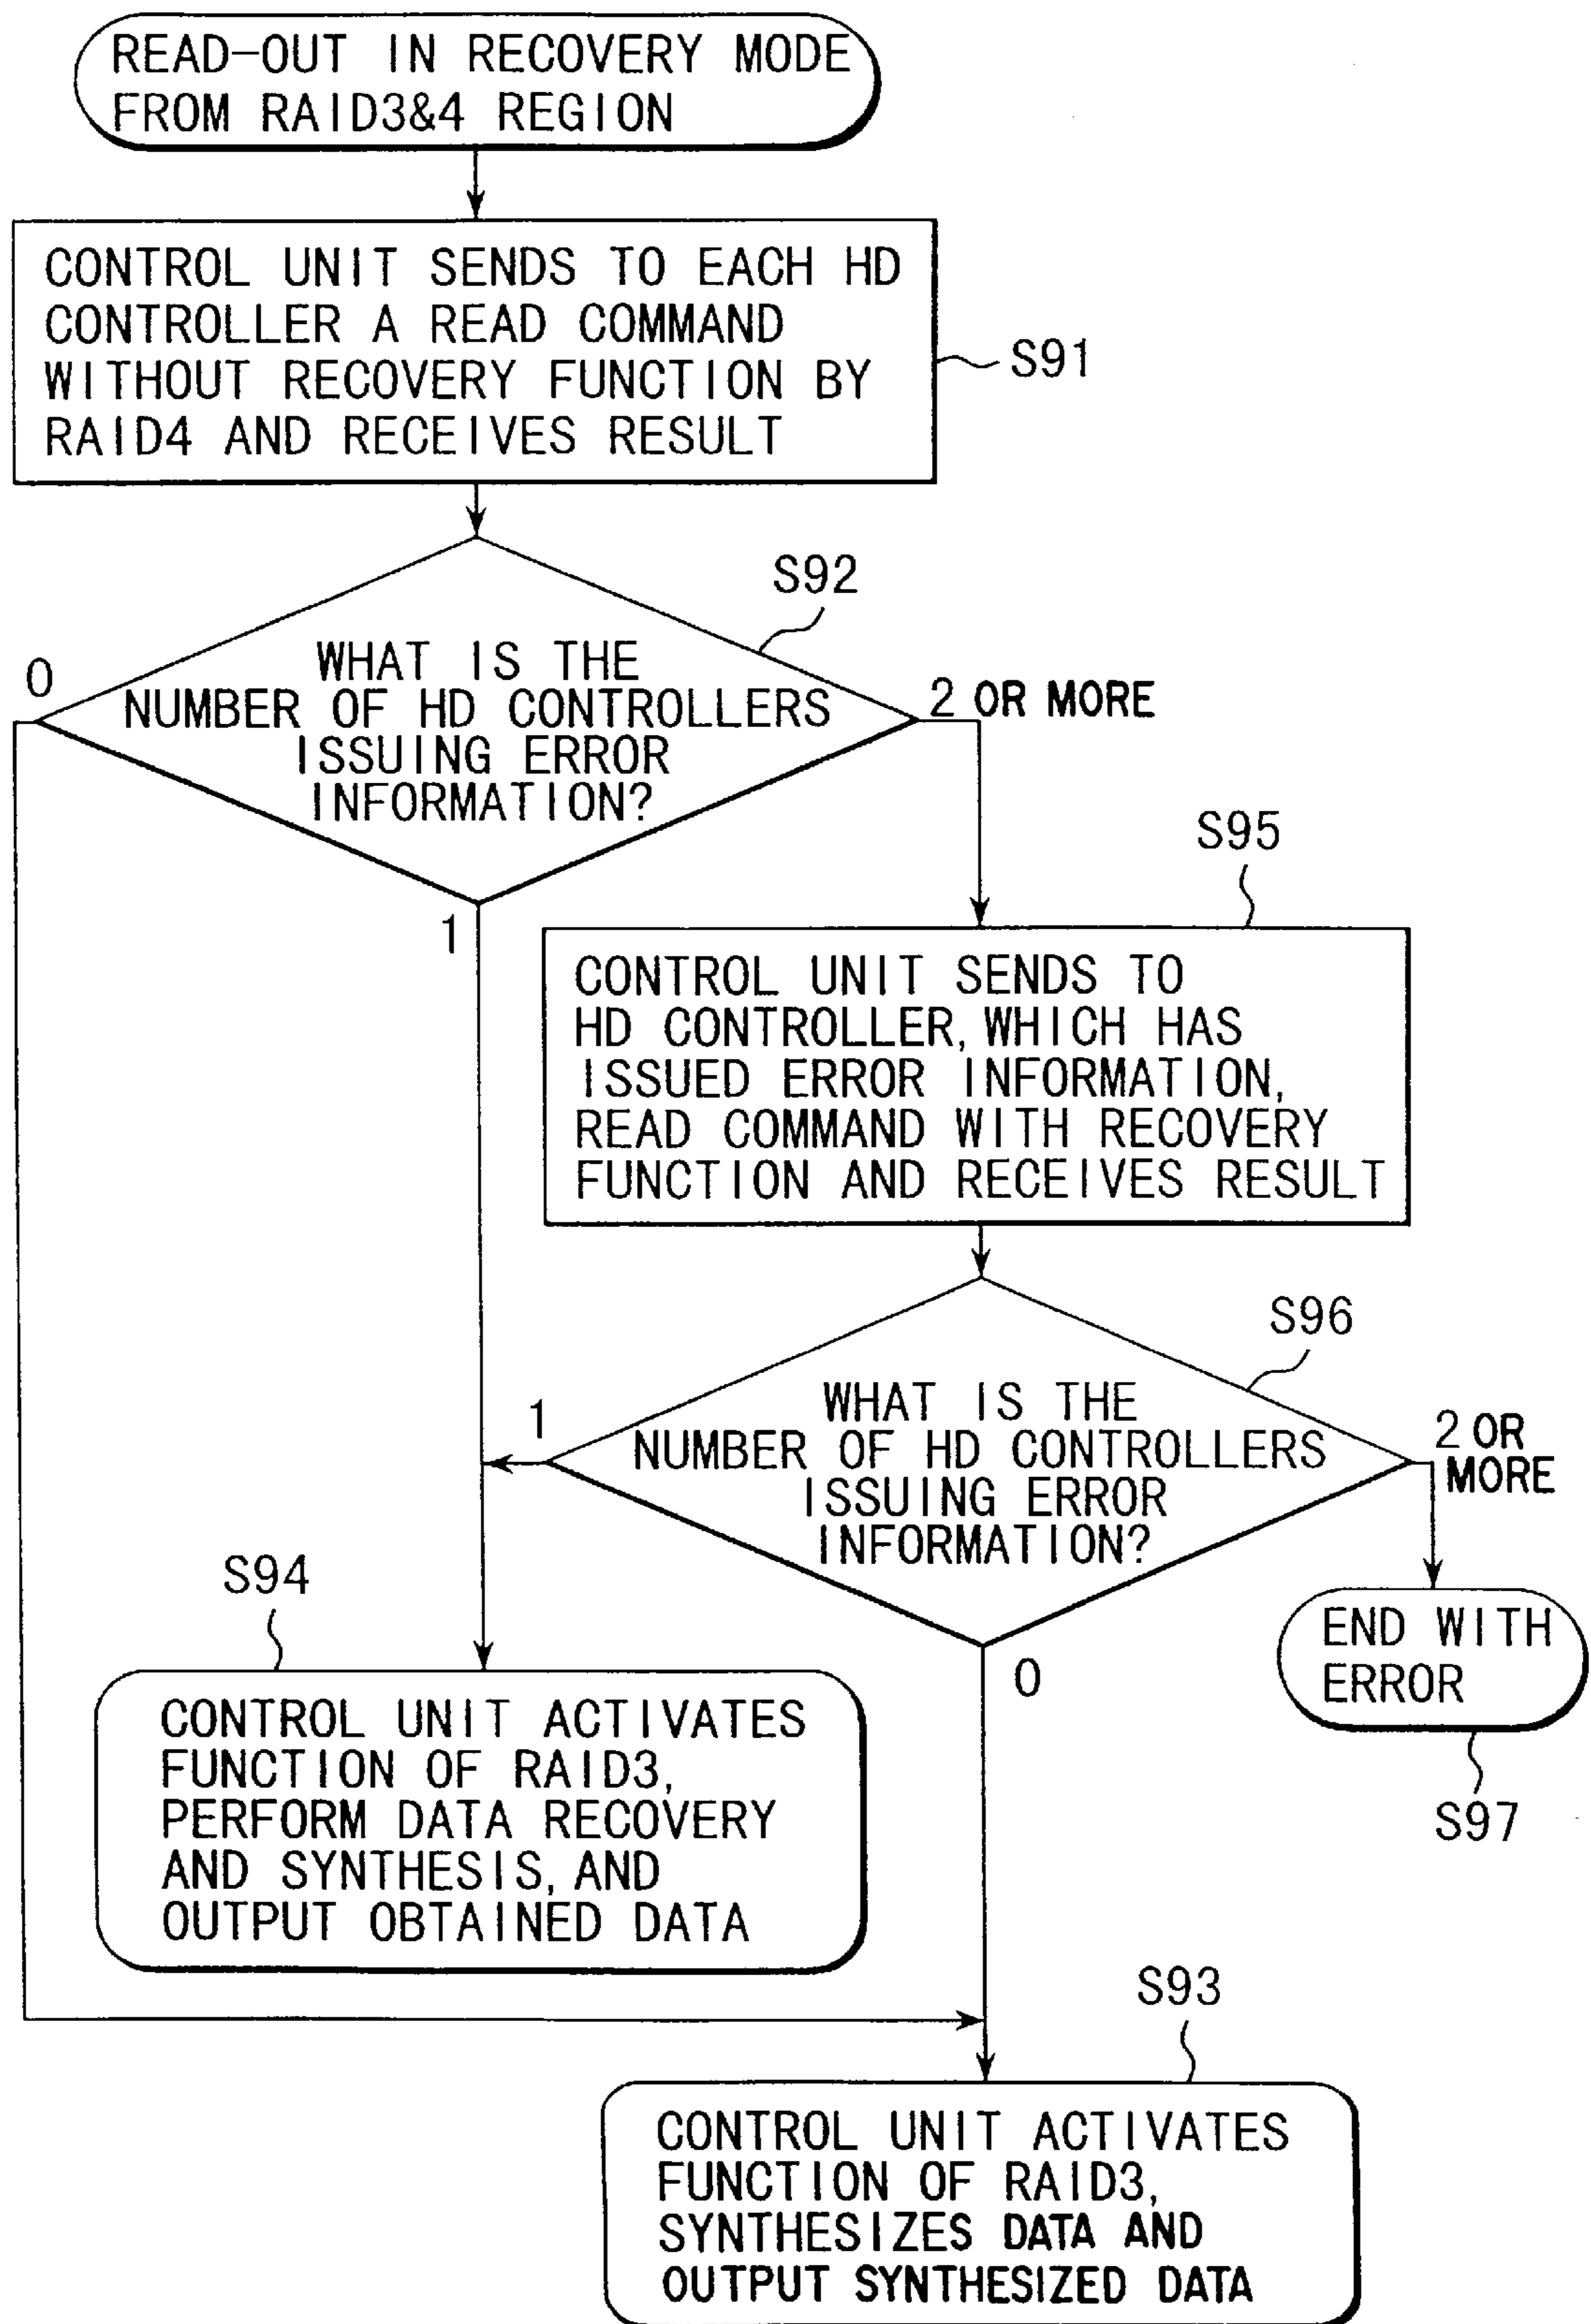 READ-OUT IN RECOVERY MODE
FROM RAID3&4 REGION
CONTROL UNIT SENDS TO EACH HD
CONTROLLER A READ COMMAND
WITHOUT RECOVERY FUNCTION BY
RAID4 AND RECEIVES RESULT
S91
S92
0
WHAT IS THE
NUMBER OF HD CONTROLLERS
ISSUING ERROR
INFORMATION?
2 OR MORE
1
S95
CONTROL UNIT SENDS TO
HD CONTROLLER, WHICH HAS
ISSUED ERROR INFORMATION,
READ COMMAND WITH RECOVERY
FUNCTION AND RECEIVES RESULT
S96
1
WHAT IS THE
NUMBER OF HD CONTROLLERS
ISSUING ERROR
INFORMATION?
2 OR
MORE
0
END WITH
ERROR
S97
S94
CONTROL UNIT ACTIVATES
FUNCTION OF RAID3,
PERFORM DATA RECOVERY
AND SYNTHESIS, AND
OUTPUT OBTAINED DATA
S93
CONTROL UNIT ACTIVATES
FUNCTION OF RAID3,
SYNTHESIZES DATA AND
OUTPUT SYNTHESIZED DATA